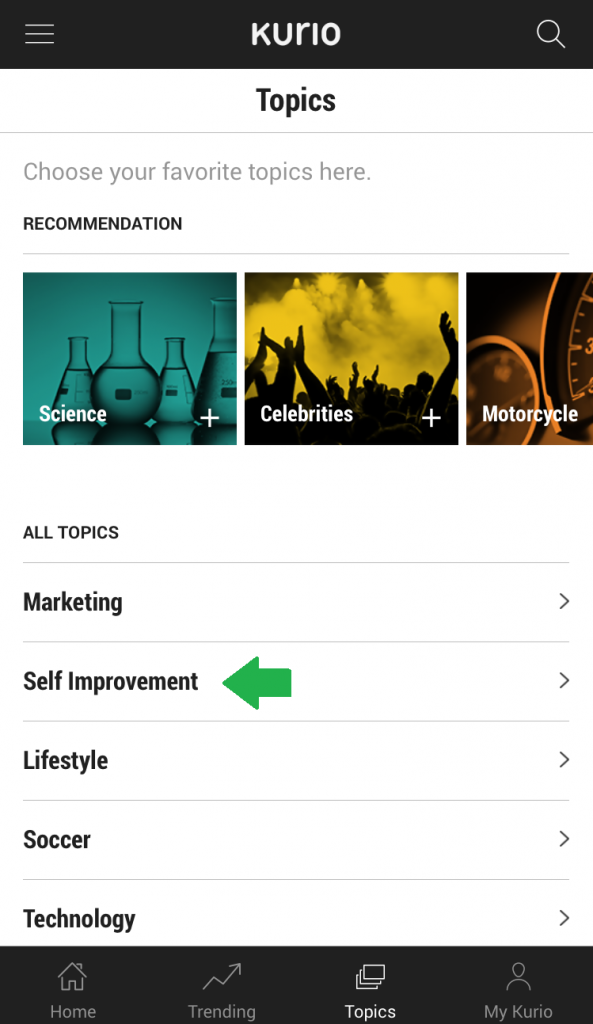 KURIO
Topics
Choose your favorite topics here.
RECOMMENDATION
Science
Celebrities
Motorcycle
ALL TOPICS
Marketing
Self Improvement
Lifestyle
Soccer
Technology
Home
Trending
Topics
My Kurio